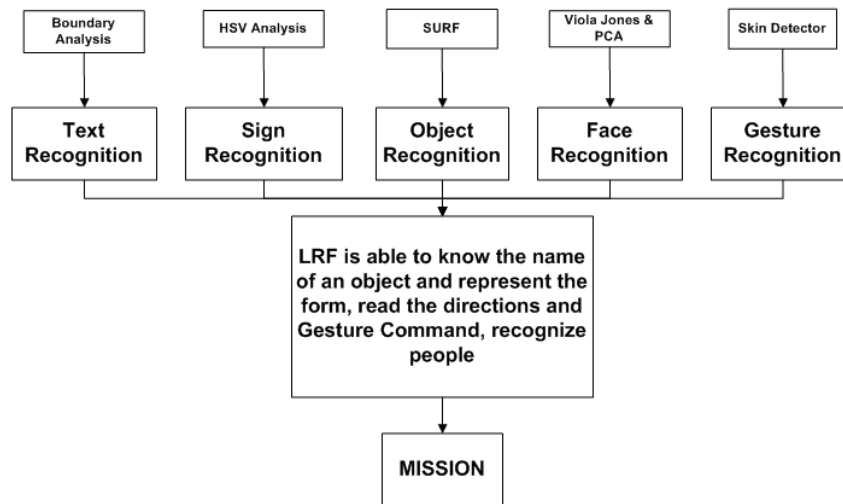 Boundary
Analysis
HSV Analysis
SURF
Viola Jones &
PCA
Skin Detector
Text
Recognition
Sign
Recognition
Object
Recognition
Face
Recognition
Gesture
Recognition
LRF is able to know the name
of an object and represent the
form, read the directions and
Gesture Command, recognize
people
MISSION